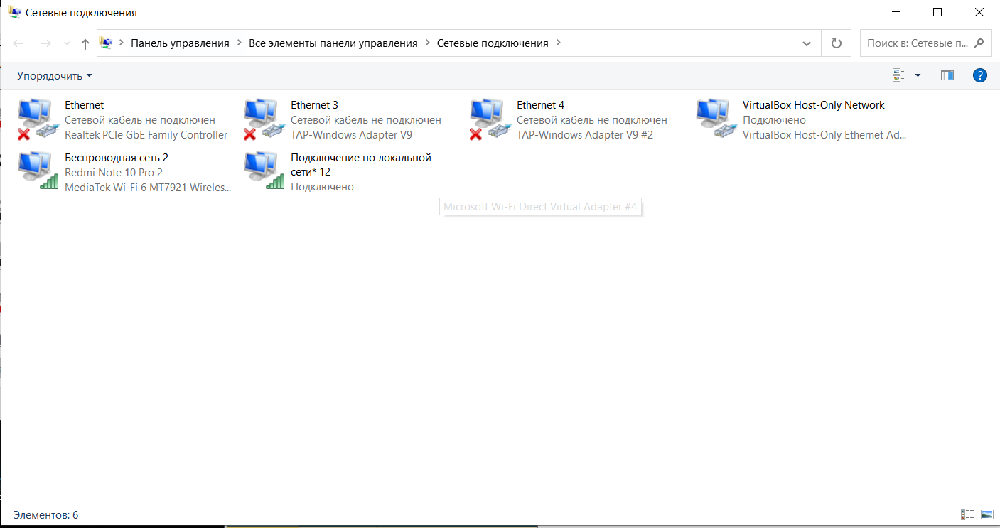 Сетевые подключения
Панель управления
Все элементы панели управления
Сетевые подключения
Поиск в: Сетевые п...
Упорядочить
Ethernet
Сетевой кабель не подключен
Realtek PCIe GbE Family Controller
Ethernet 3
Сетевой кабель не подключен
TAP-Windows Adapter V9
Ethernet 4
Сетевой кабель не подключен
TAP-Windows Adapter V9 #2
VirtualBox Host-Only Network
Подключено
VirtualBox Host-Only Ethernet Ad...
Беспроводная сеть 2
Redmi Note 10 Pro 2
MediaTek Wi-Fi 6 MT7921 Wireles...
Подключение по локальной
сети* 12
Подключено
Microsoft Wi-Fi Direct Virtual Adapter #4
Элементов: 6